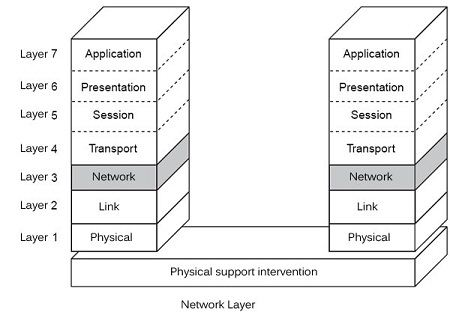 Layer 7 Application Application
Layer 6 Presentation Presentation
Layer 5 Session Session
Layer 4 Transport Transport
Layer 3 Network Network
Layer 2 Link Link
Layer 1 Physical Physical
Physical support intervention
Network Layer